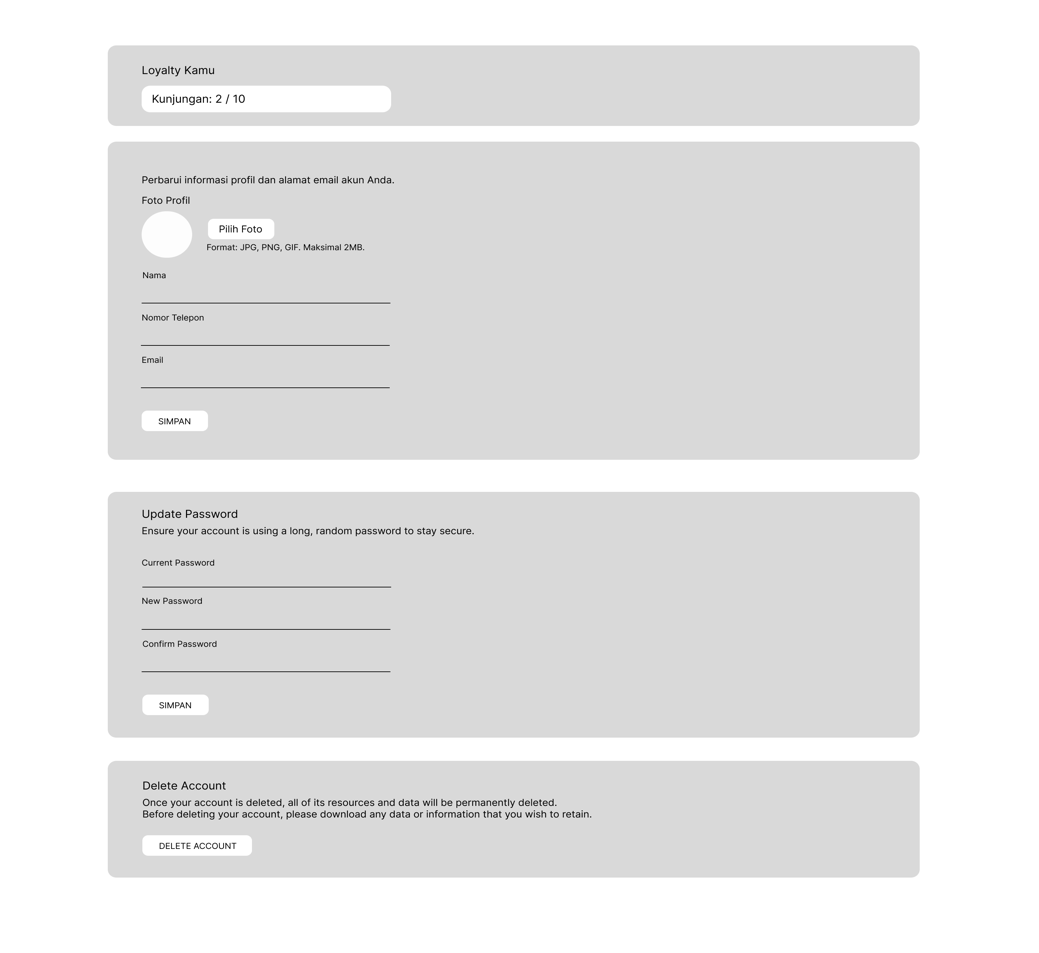 Loyalty Kamu
Kunjungan: 2 / 10
Perbarui informasi profil dan alamat email akun Anda.
Foto Profil
Pilih Foto
Format: JPG, PNG, GIF. Maksimal 2MB.
Nama
Nomor Telepon
Email
SIMPAN
Update Password
Ensure your account is using a long, random password to stay secure.
Current Password
New Password
Confirm Password
SIMPAN
Delete Account
Once your account is deleted, all of its resources and data will be permanently deleted.
Before deleting your account, please download any data or information that you wish to retain.
DELETE ACCOUNT